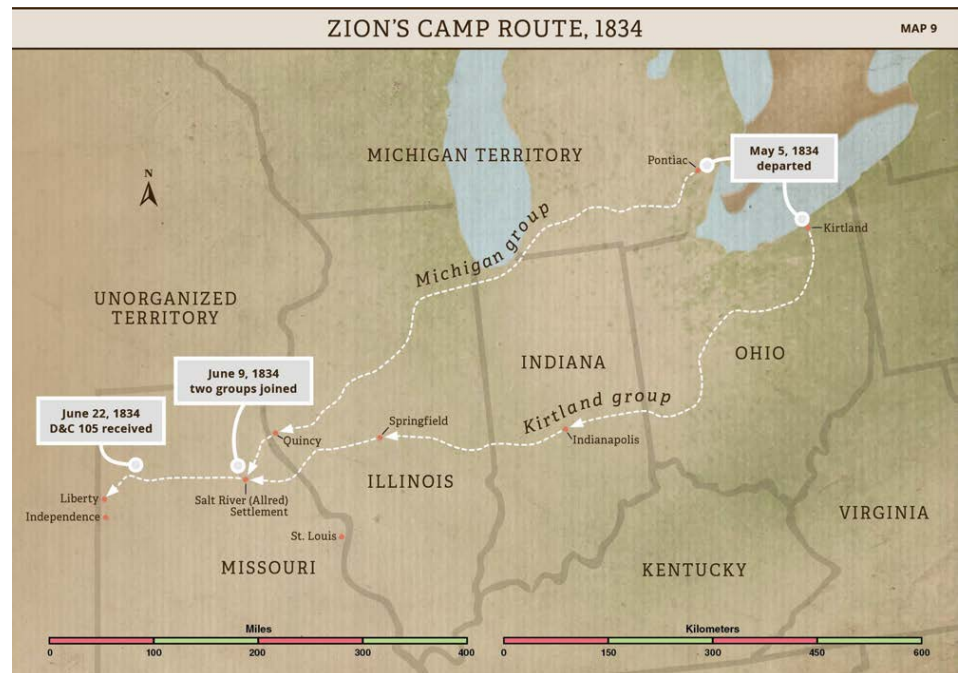 ZION'S CAMP ROUTE, 1834
MAP 9
MICHIGAN TERRITORY
Pontiac
May 5, 1834
departed
N
Kirtland
Michigan group
UNORGANIZED
TERRITORY
INDIANA
OHIO
June 9, 1834
two groups joined
June 22, 1834
D&C 105 received
Kirtland group
Springfield
Quincy
Indianapolis
ILLINOIS
Liberty
Salt River (Allred)
Settlement
Independence
VIRGINIA
St. Louis
MISSOURI
KENTUCKY
Miles
0 100 200 300 400
Kilometers
0 150 300 450 600